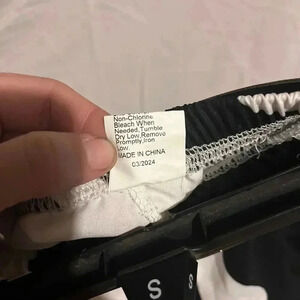 Non-Chlorine
Bleach When
Needed,Tumble
Dry Low,Remove
Promptly,Iron
Low.
MADE IN CHINA
03/2024
S
S